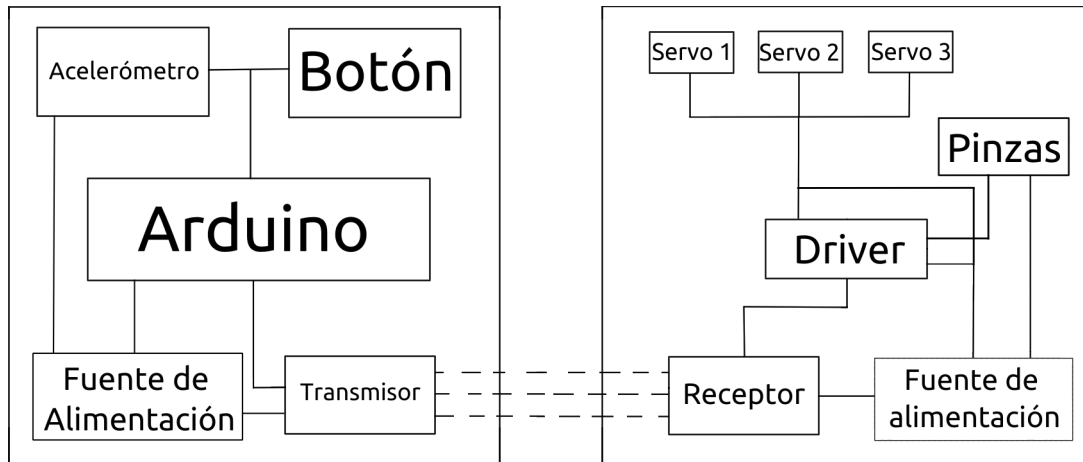 Acelerómetro
Botón
Arduino
Fuente de
Alimentación
Transmisor
Servo 1
Servo 2
Servo 3
Pinzas
Driver
Receptor
Fuente de
alimentación